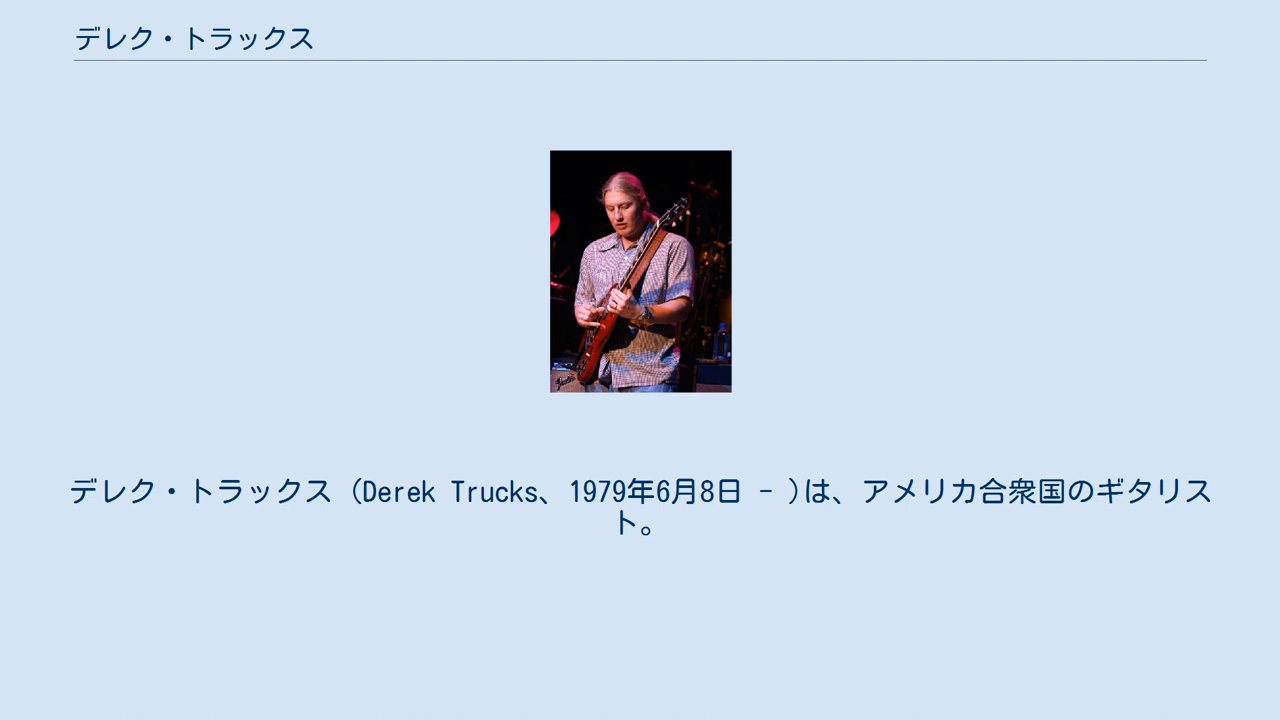 デレク・トラックス
デレク・トラックス（Derek Trucks、1979年6月8日 - )は、アメリカ合衆国のギタリス
ト。